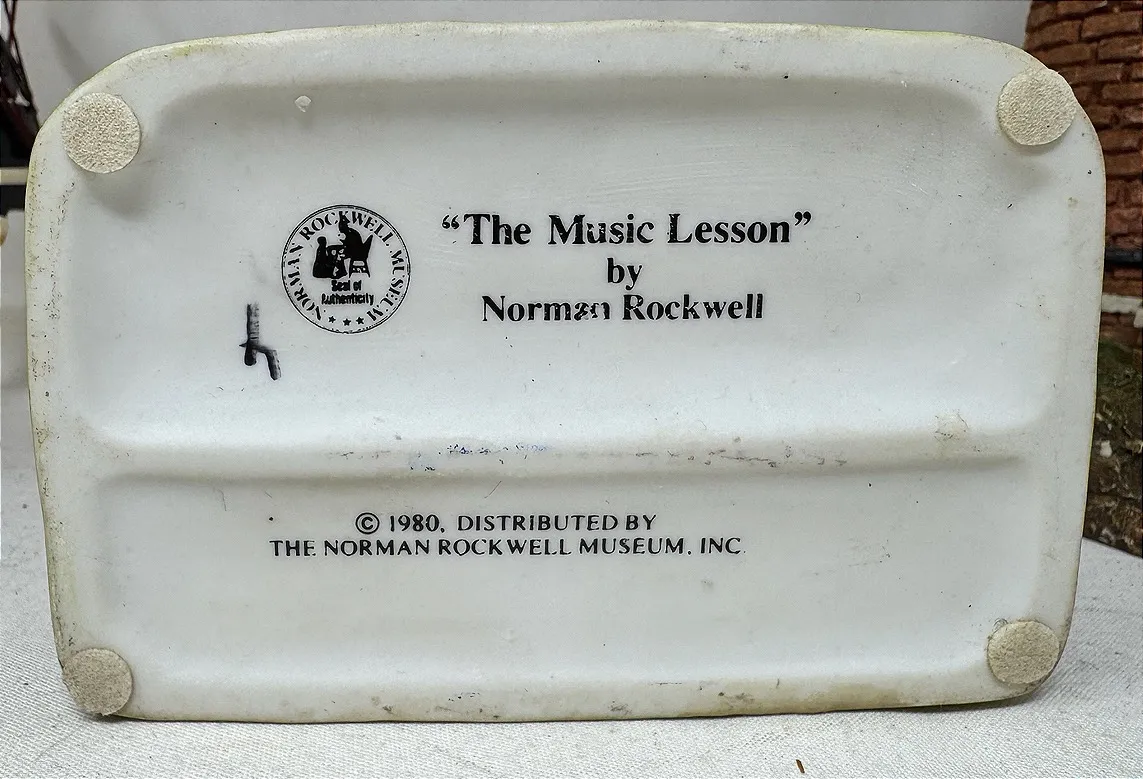 NORMAN ROCKWELL MUSEUM
Seal of
Authenticity
“The Music Lesson”
by
Norman Rockwell
© 1980, DISTRIBUTED BY
THE NORMAN ROCKWELL MUSEUM, INC.